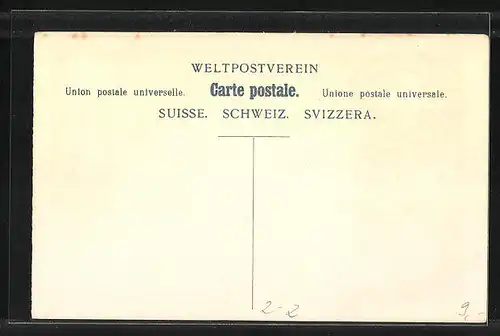 WELTPOSTVEREIN
Union postale universelle. Carte postale. Unione postale universale.
SUISSE. SCHWEIZ. SVIZZERA.
2-2 9,-